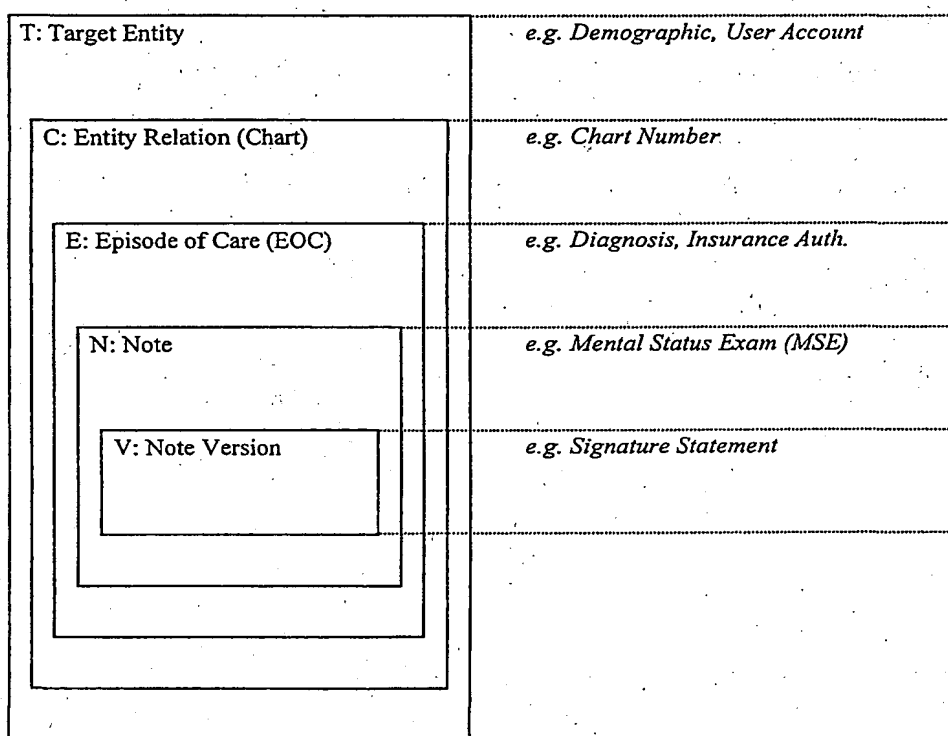 T: Target Entity
e.g. Demographic, User Account
C: Entity Relation (Chart)
e.g. Chart Number
E: Episode of Care (EOC)
e.g. Diagnosis, Insurance Auth.
N: Note
e.g. Mental Status Exam (MSE)
V: Note Version
e.g. Signature Statement